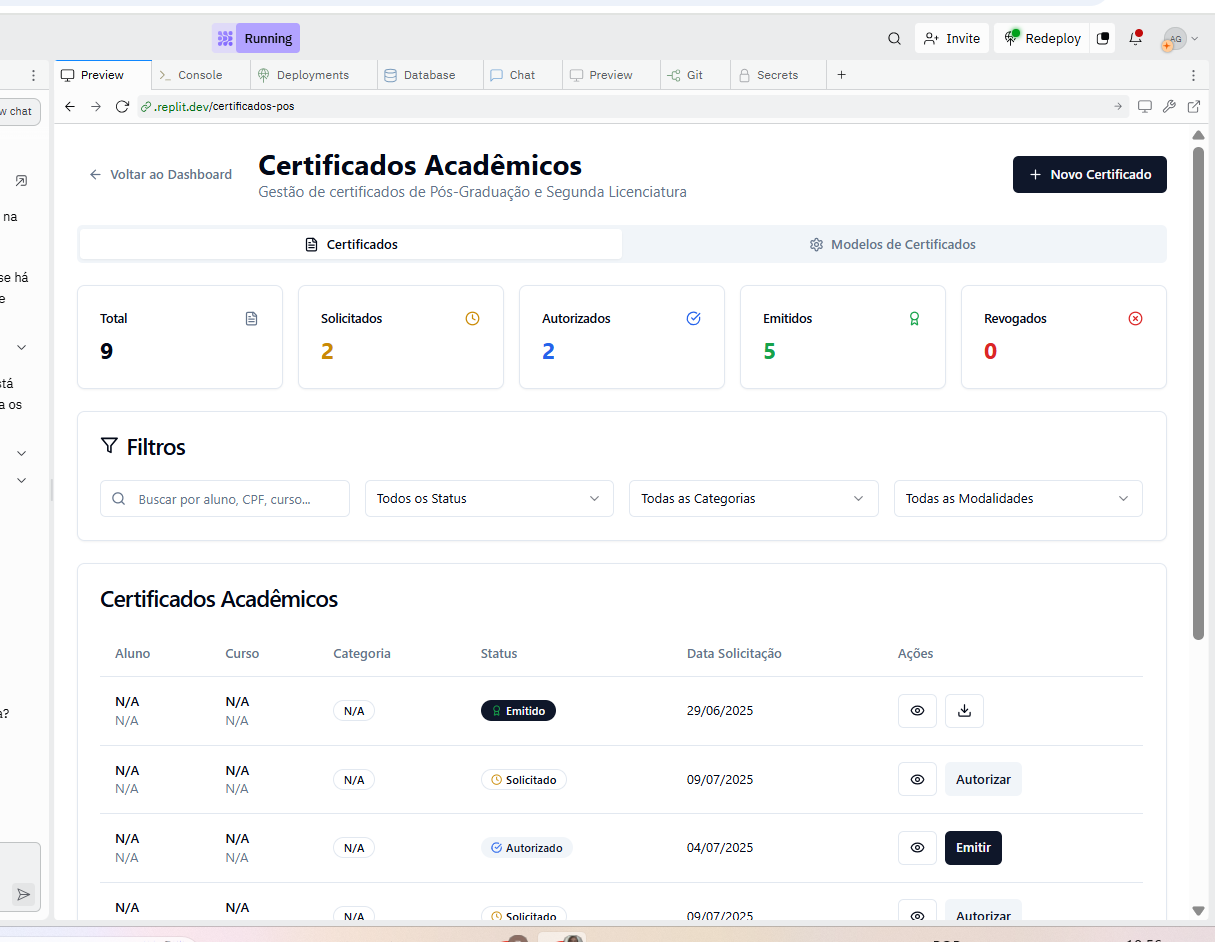 Running
Invite
Redeploy
AG
Preview
Console
Deployments
Database
Chat
Preview
Git
Secrets
w chat
.replit.dev/certificados-pos
na
se há
e
stá
a os
a?
Voltar ao Dashboard
Certificados Acadêmicos
Gestão de certificados de Pós-Graduação e Segunda Licenciatura
Novo Certificado
Certificados
Modelos de Certificados
Total
9
Solicitados
2
Autorizados
2
Emitidos
5
Revogados
0
Filtros
Buscar por aluno, CPF, curso...
Todos os Status
Todas as Categorias
Todas as Modalidades
Certificados Acadêmicos
Aluno Curso Categoria Status Data Solicitação Ações
N/A N/A
N/A N/A N/A Emitido 29/06/2025
N/A N/A
N/A N/A N/A Solicitado 09/07/2025 Autorizar
N/A N/A
N/A N/A N/A Autorizado 04/07/2025 Emitir
N/A N/A
N/A Solicitado 09/07/2025 Autorizar